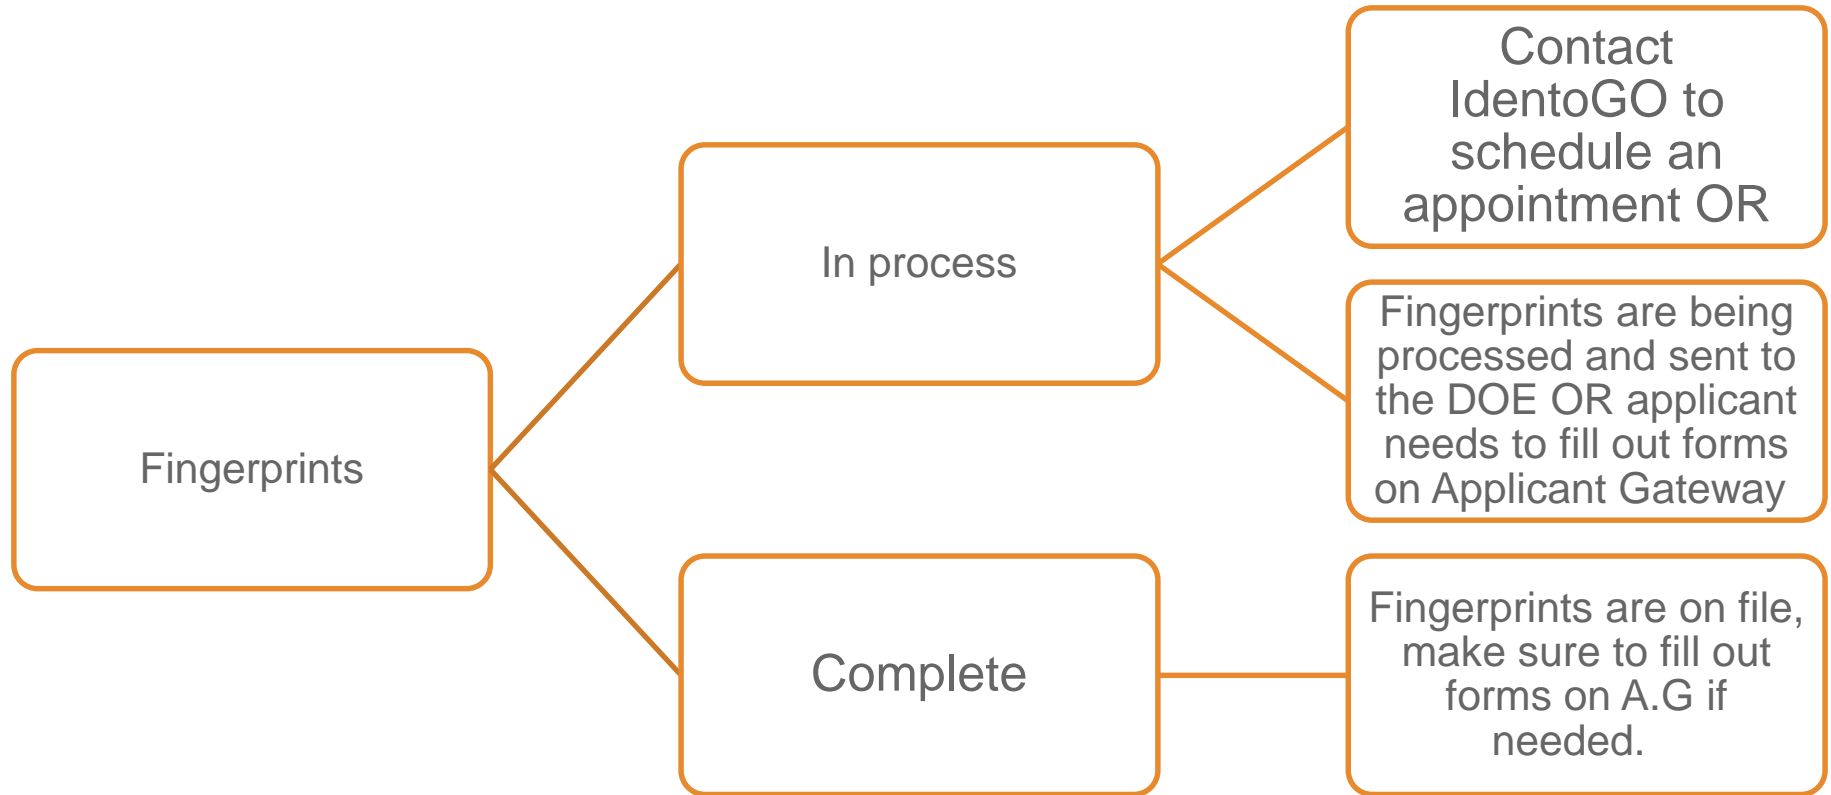 Fingerprints
In process
Contact
IdentoGO to
schedule an
appointment OR
Fingerprints are being
processed and sent to
the DOE OR applicant
needs to fill out forms
on Applicant Gateway
Complete
Fingerprints are on file,
make sure to fill out
forms on A.G if
needed.